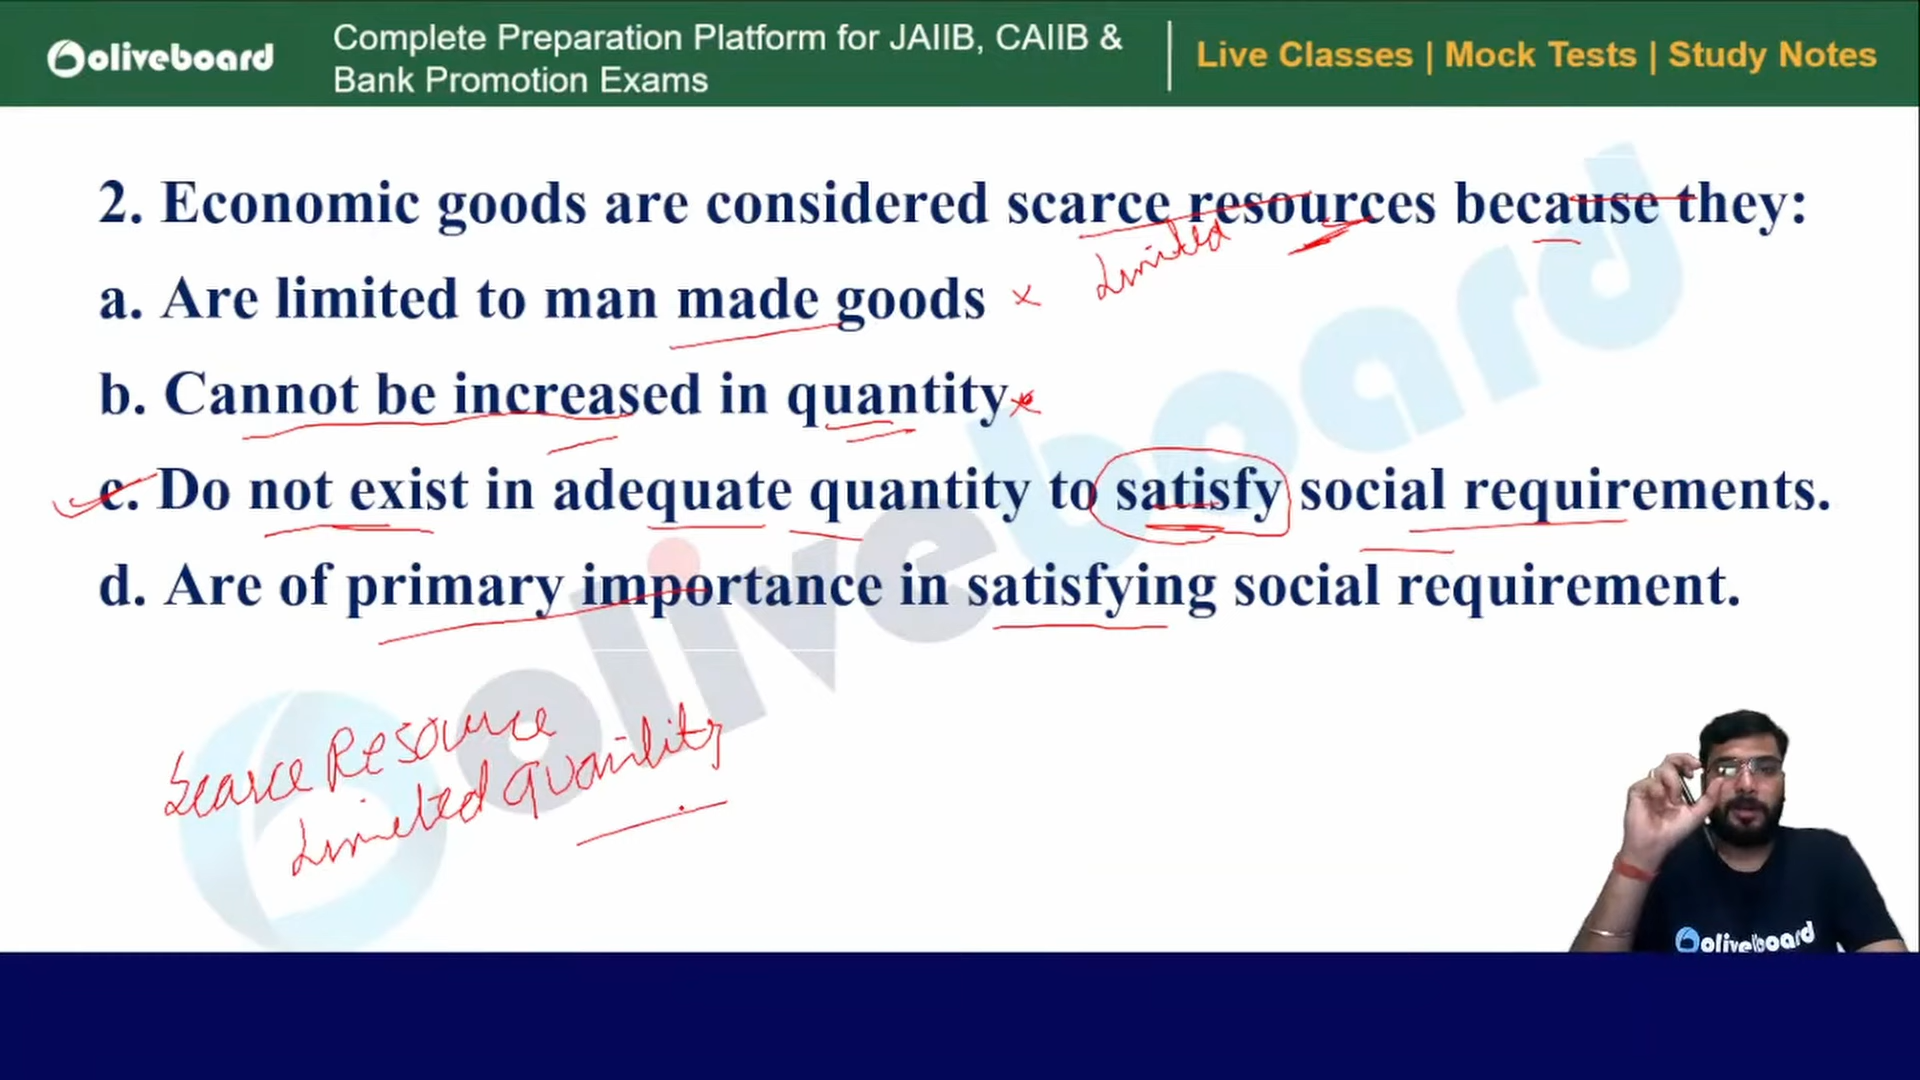 oliveboard
Complete Preparation Platform for JAIIB, CAIIB &
Bank Promotion Exams
Live Classes | Mock Tests | Study Notes
2. Economic goods are considered scarce resources because they:
Limited
a. Are limited to man made goods ×
b. Cannot be increased in quantity ×
c. Do not exist in adequate quantity to satisfy social requirements.
d. Are of primary importance in satisfying social requirement.
oliveboard
Scarce Resource
Limited quantity
oliveboard